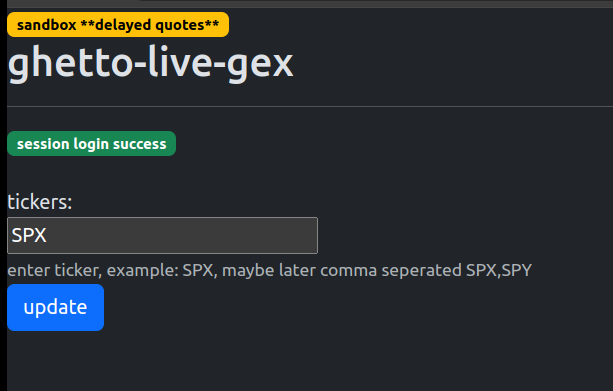 sandbox **delayed quotes**
ghetto-live-gex
session login success
tickers:
SPX
enter ticker, example: SPX, maybe later comma seperated SPX,SPY
update